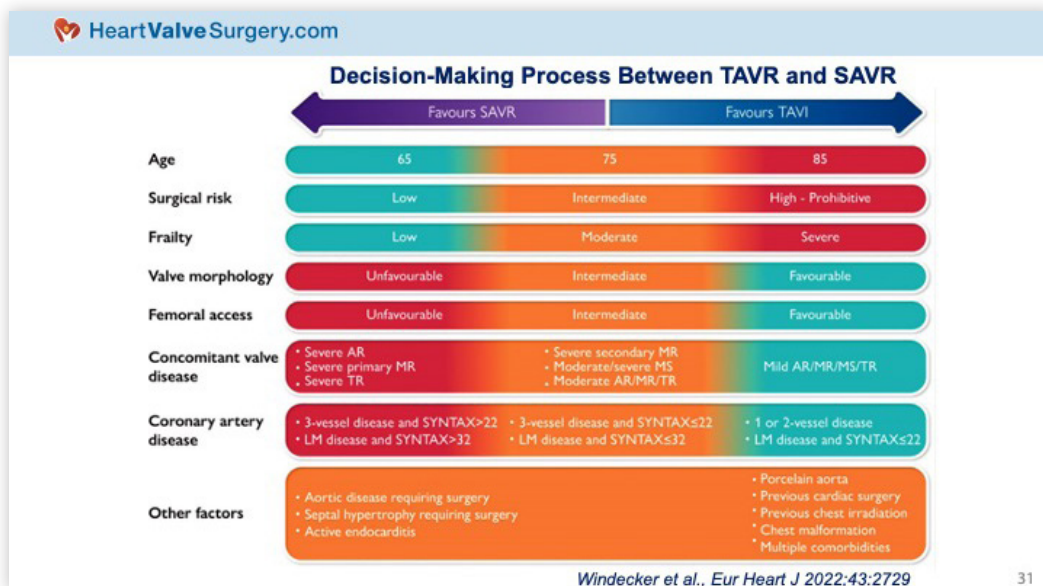 HeartValveSurgery.com
Decision-Making Process Between TAVR and SAVR
Favours SAVR Favours TAVI
Age 65 75 85
Surgical risk Low Intermediate High - Prohibitive
Frailty Low Moderate Severe
Valve morphology Unfavourable Intermediate Favourable
Femoral access Unfavourable Intermediate Favourable
Concomitant valve disease
• Severe AR
• Severe primary MR
• Severe TR
• Severe secondary MR
• Moderate/severe MS
• Moderate AR/MR/TR
Mild AR/MR/MS/TR
Coronary artery disease
• 3-vessel disease and SYNTAX>22
• LM disease and SYNTAX>32
• 3-vessel disease and SYNTAX≤22
• LM disease and SYNTAX≤32
• 1 or 2-vessel disease
• LM disease and SYNTAX≤22
Other factors
• Aortic disease requiring surgery
• Septal hypertrophy requiring surgery
• Active endocarditis
• Porcelain aorta
• Previous cardiac surgery
• Previous chest irradiation
• Chest malformation
• Multiple comorbidities
Windecker et al., Eur Heart J 2022;43:2729
31